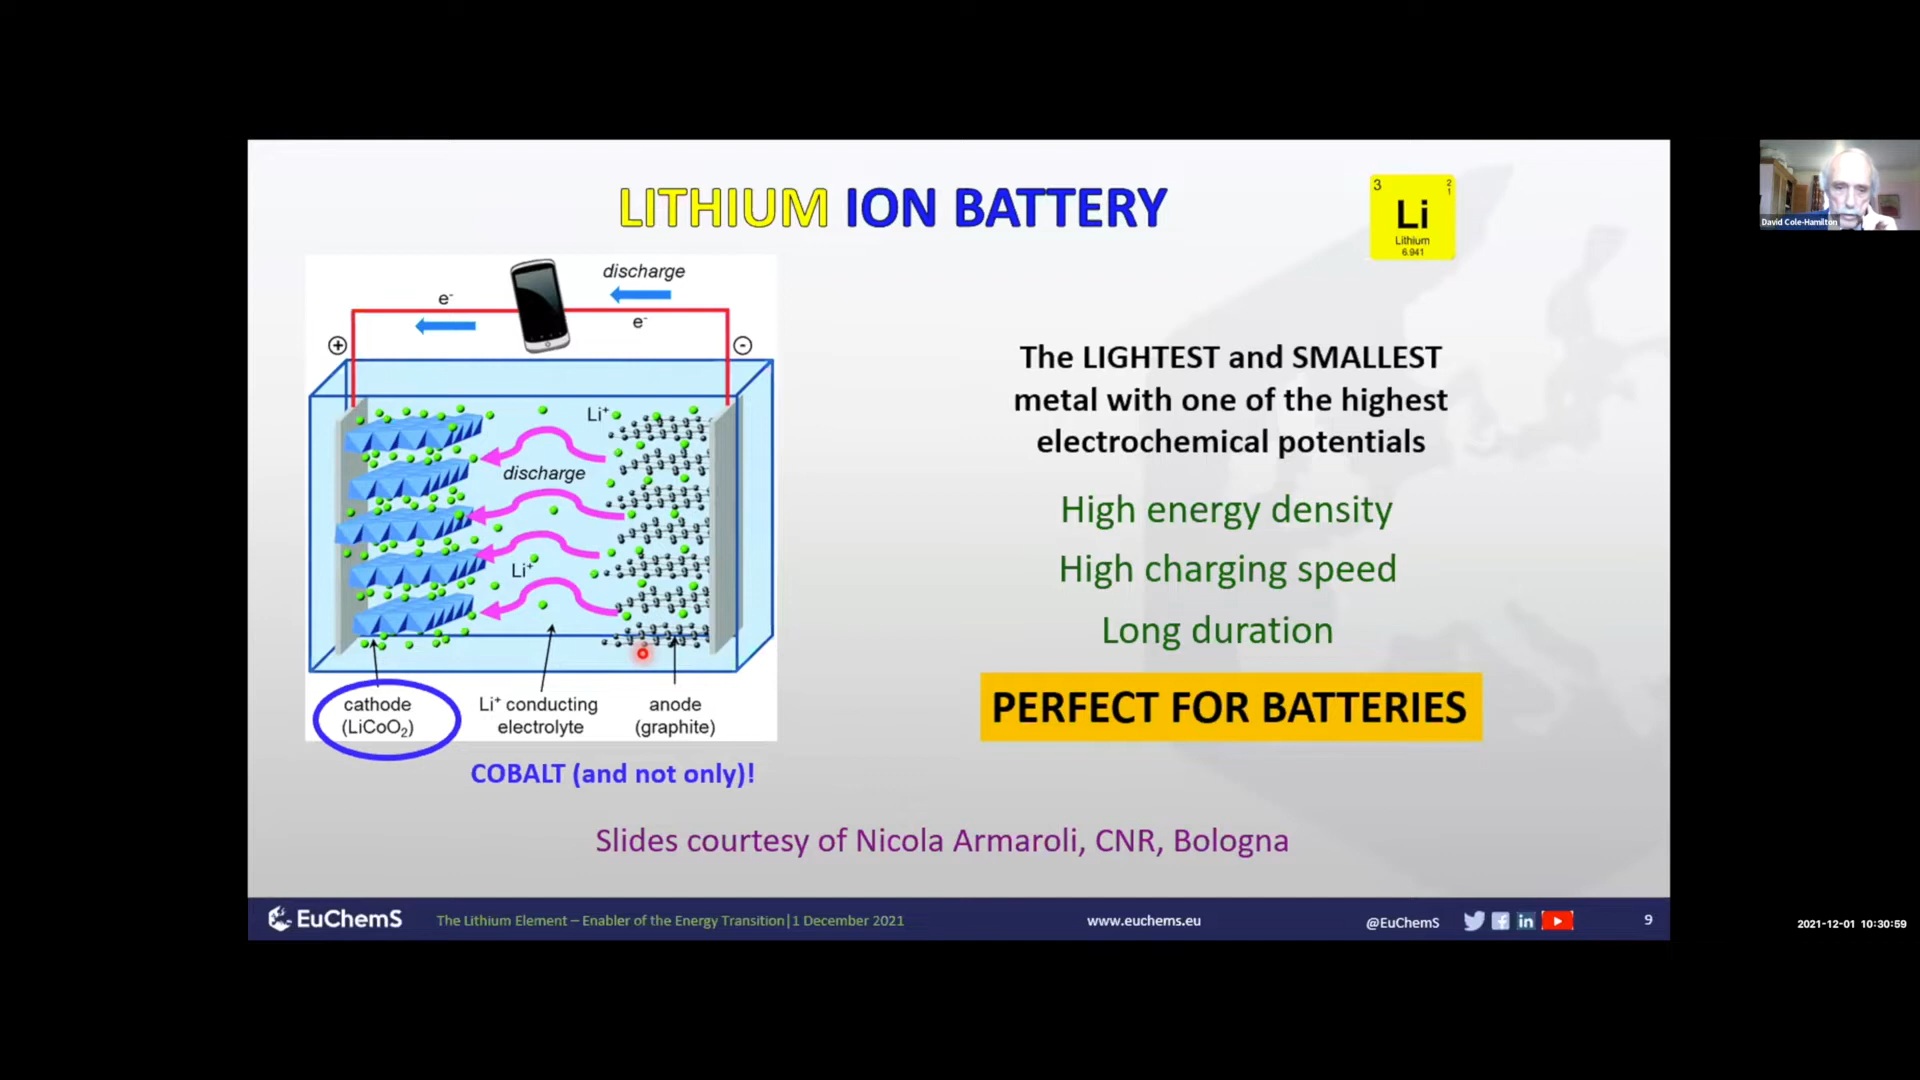 LITHIUM ION BATTERY
3
2
1
Li
Lithium
6.941
discharge
e-
e-
+
-
Li+
discharge
Li+
cathode
(LiCoO2)
Li+ conducting
electrolyte
anode
(graphite)
COBALT (and not only)!
The LIGHTEST and SMALLEST
metal with one of the highest
electrochemical potentials
High energy density
High charging speed
Long duration
PERFECT FOR BATTERIES
Slides courtesy of Nicola Armaroli, CNR, Bologna
EuChemS
The Lithium Element – Enabler of the Energy Transition|1 December 2021
www.euchems.eu
@EuChemS
in
9
David Cole-Hamilton
2021-12-01 10:30:59